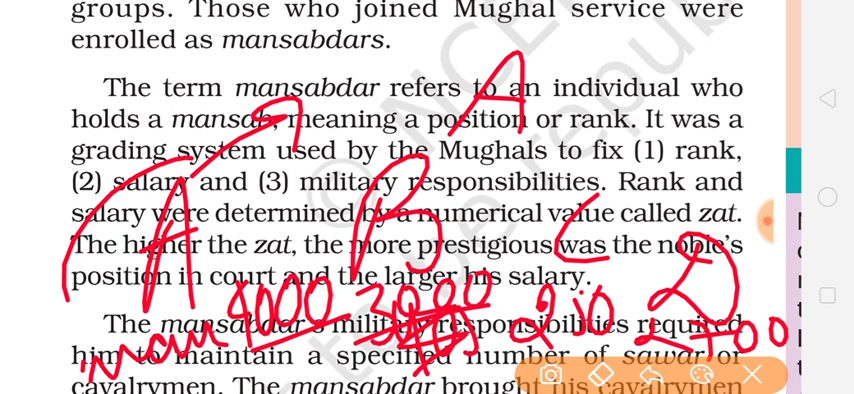 groups. Those who joined Mughal service were
enrolled as mansabdars.
The term mansabdar refers to an individual who
holds a mansab, meaning a position or rank. It was a
grading system used by the Mughals to fix (1) rank,
(2) salary and (3) military responsibilities. Rank and
salary were determined by a numerical value called zat.
The higher the zat, the more prestigious was the noble's
position in court and the larger his salary.
The mansabdar's military responsibilities required
him to maintain a specified number of sawar or
cavalrymen. The mansabdar brought his cavalrymen
A
A B C D
4000 3000